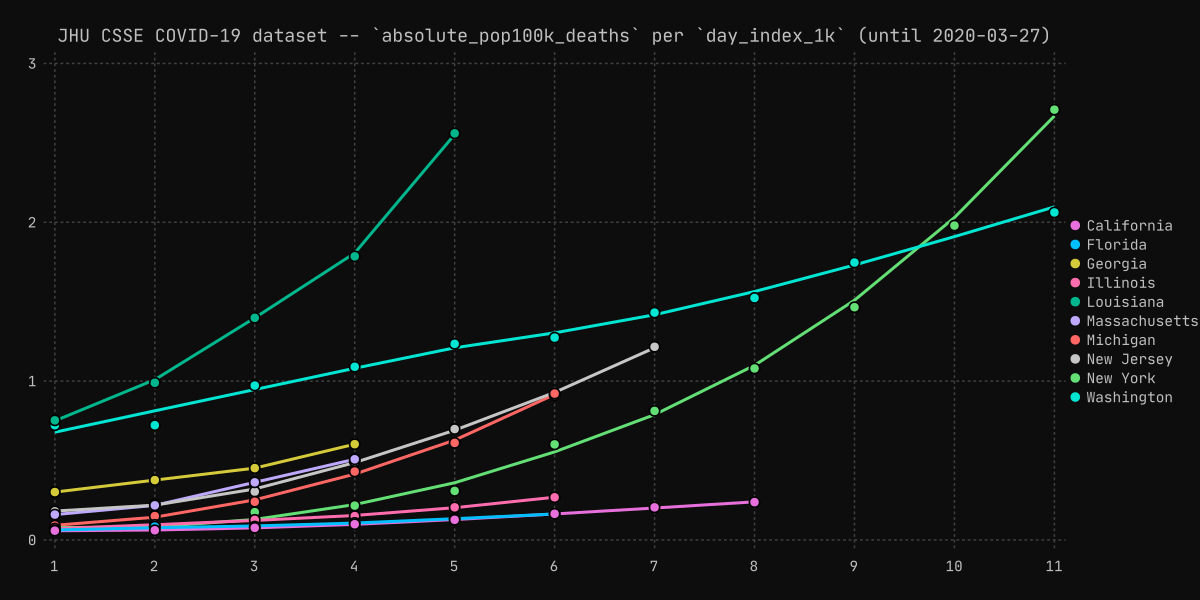 JHU CSSE COVID-19 dataset -- `absolute_pop100k_deaths` per `day_index_1k` (until 2020-03-27)
3
2
1
0
1 2 3 4 5 6 7 8 9 10 11
California
Florida
Georgia
Illinois
Louisiana
Massachusetts
Michigan
New Jersey
New York
Washington